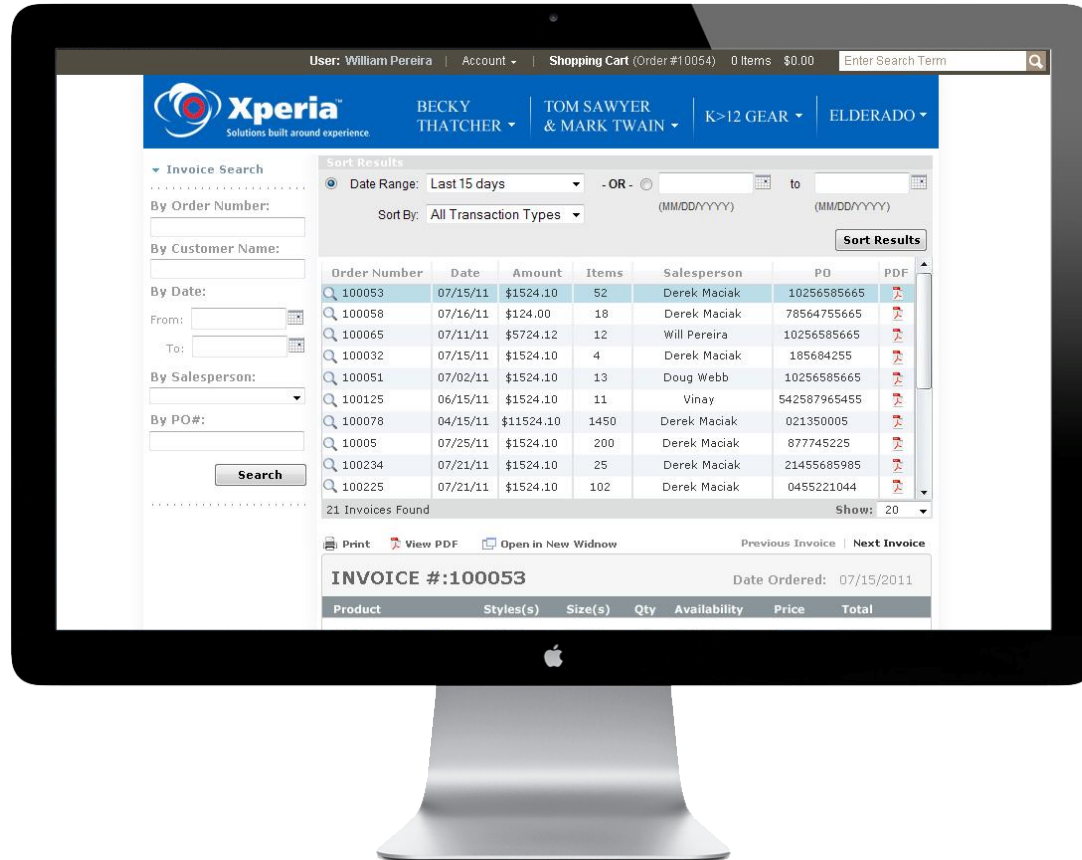 User: William Pereira | Account | Shopping Cart (Order #10054) 0 Items $0.00 Enter Search Term
Xperia™
Solutions built around experience.
BECKY THATCHER
TOM SAWYER & MARK TWAIN
K>12 GEAR
ELDERADO
Invoice Search
By Order Number:
By Customer Name:
By Date:
From:
To:
By Salesperson:
By PO#:
Search
Sort Results
Date Range: Last 15 days - OR - to
(MM/DD/YYYY) (MM/DD/YYYY)
Sort By: All Transaction Types
Sort Results
Order Number Date Amount Items Salesperson PO PDF
100053 07/15/11 $1524.10 52 Derek Maciak 10256585665
100058 07/16/11 $124.00 18 Derek Maciak 78564755665
100065 07/11/11 $5724.12 12 Will Pereira 10256585665
100032 07/15/11 $1524.10 4 Derek Maciak 185684255
100051 07/02/11 $1524.10 13 Doug Webb 10256585665
100125 06/15/11 $1524.10 11 Vinay 542587965455
100078 04/15/11 $11524.10 1450 Derek Maciak 021350005
10005 07/25/11 $1524.10 200 Derek Maciak 877745225
100234 07/21/11 $1524.10 25 Derek Maciak 21455685985
100225 07/21/11 $1524.10 102 Derek Maciak 0455221044
21 Invoices Found Show: 20
Print View PDF Open in New Widnow Previous Invoice | Next Invoice
INVOICE #:100053 Date Ordered: 07/15/2011
Product Styles(s) Size(s) Qty Availability Price Total